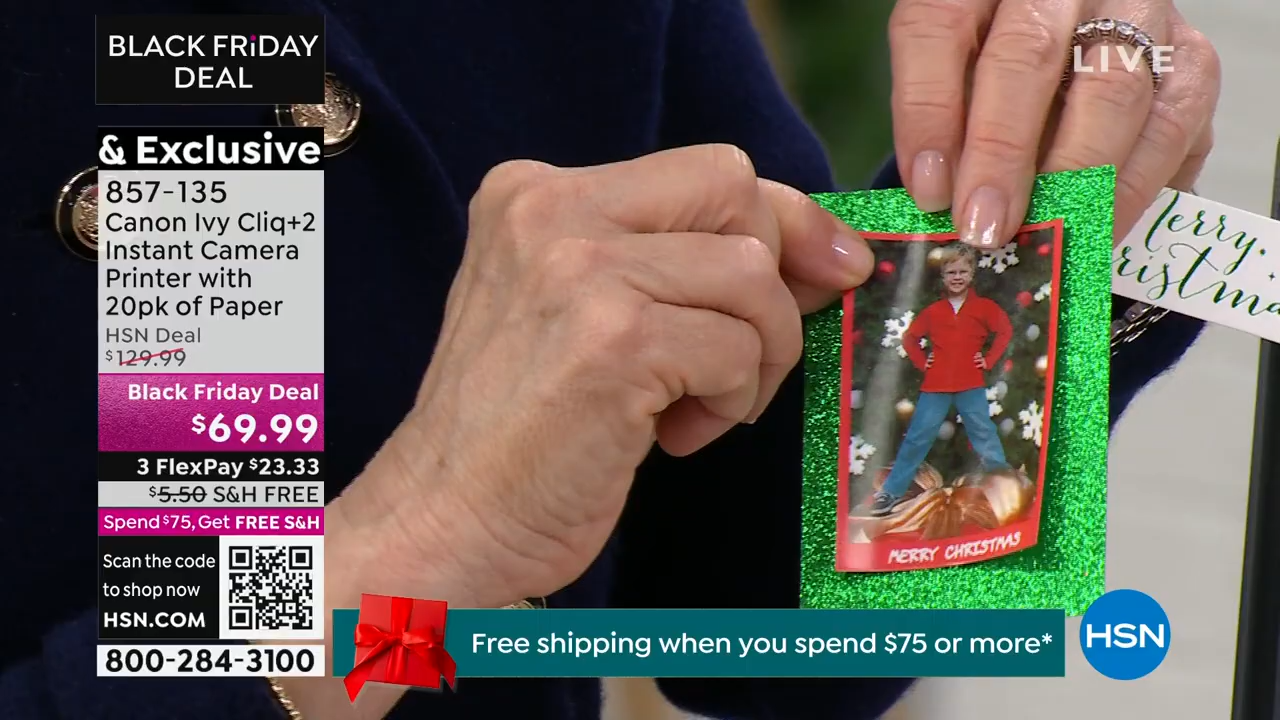 BLACK FRiDAY
DEAL
LIVE
& Exclusive
857-135
Canon Ivy Cliq+2
Instant Camera
Printer with
20pk of Paper
HSN Deal
$129.99
Black Friday Deal
$69.99
3 FlexPay $23.33
$5.50 S&H FREE
Spend $75, Get FREE S&H
Scan the code
to shop now
HSN.COM
800-284-3100
Merry
MERRY CHRISTMAS
Free shipping when you spend $75 or more*
HSN